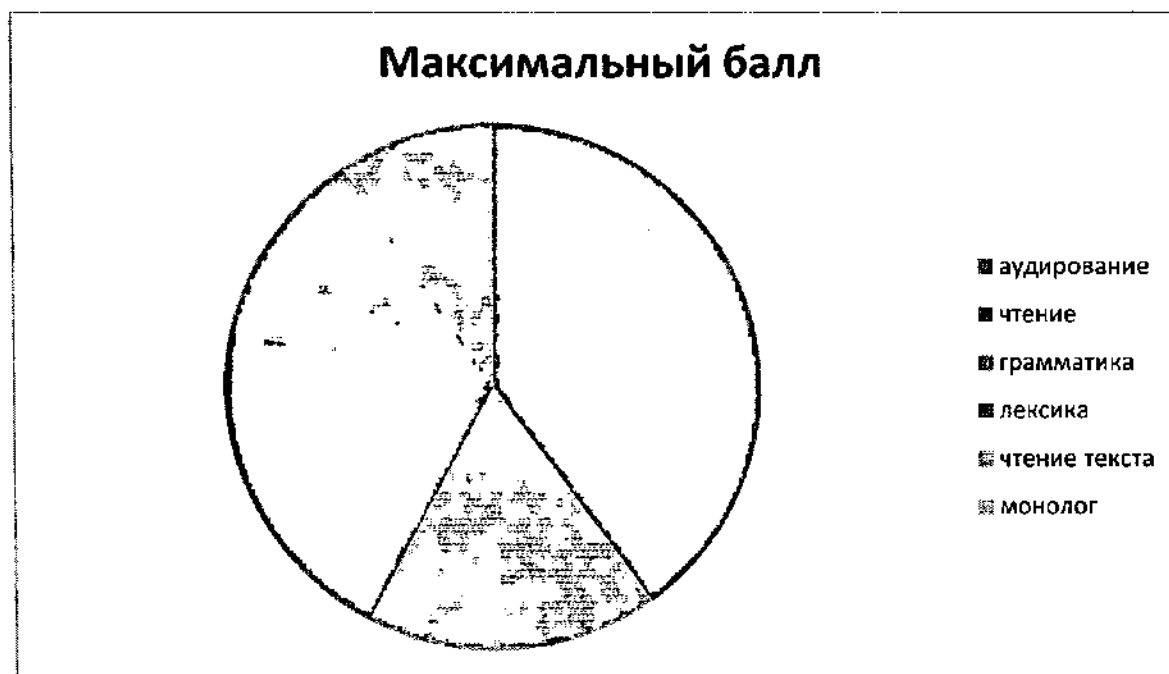 Максимальный балл
аудирование
чтение
грамматика
лексика
чтение текста
монолог